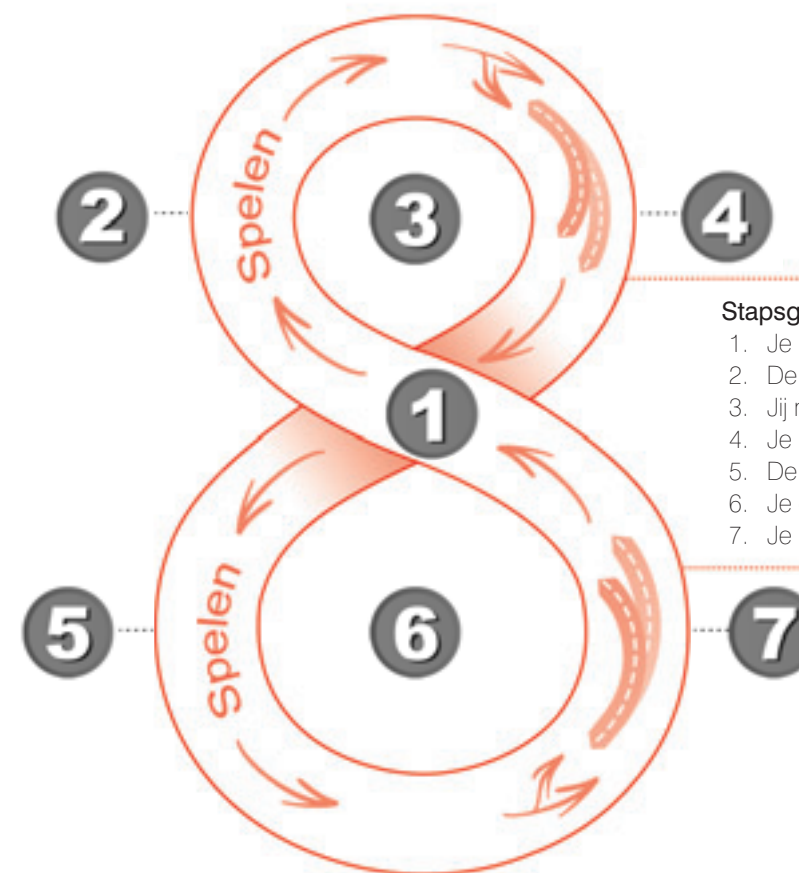 Spelen
2
3
4
1
Stapsg
1. Je
2. De
3. Jij
4. Je
5. De
6. Je
7. Je
Spelen
5
6
7